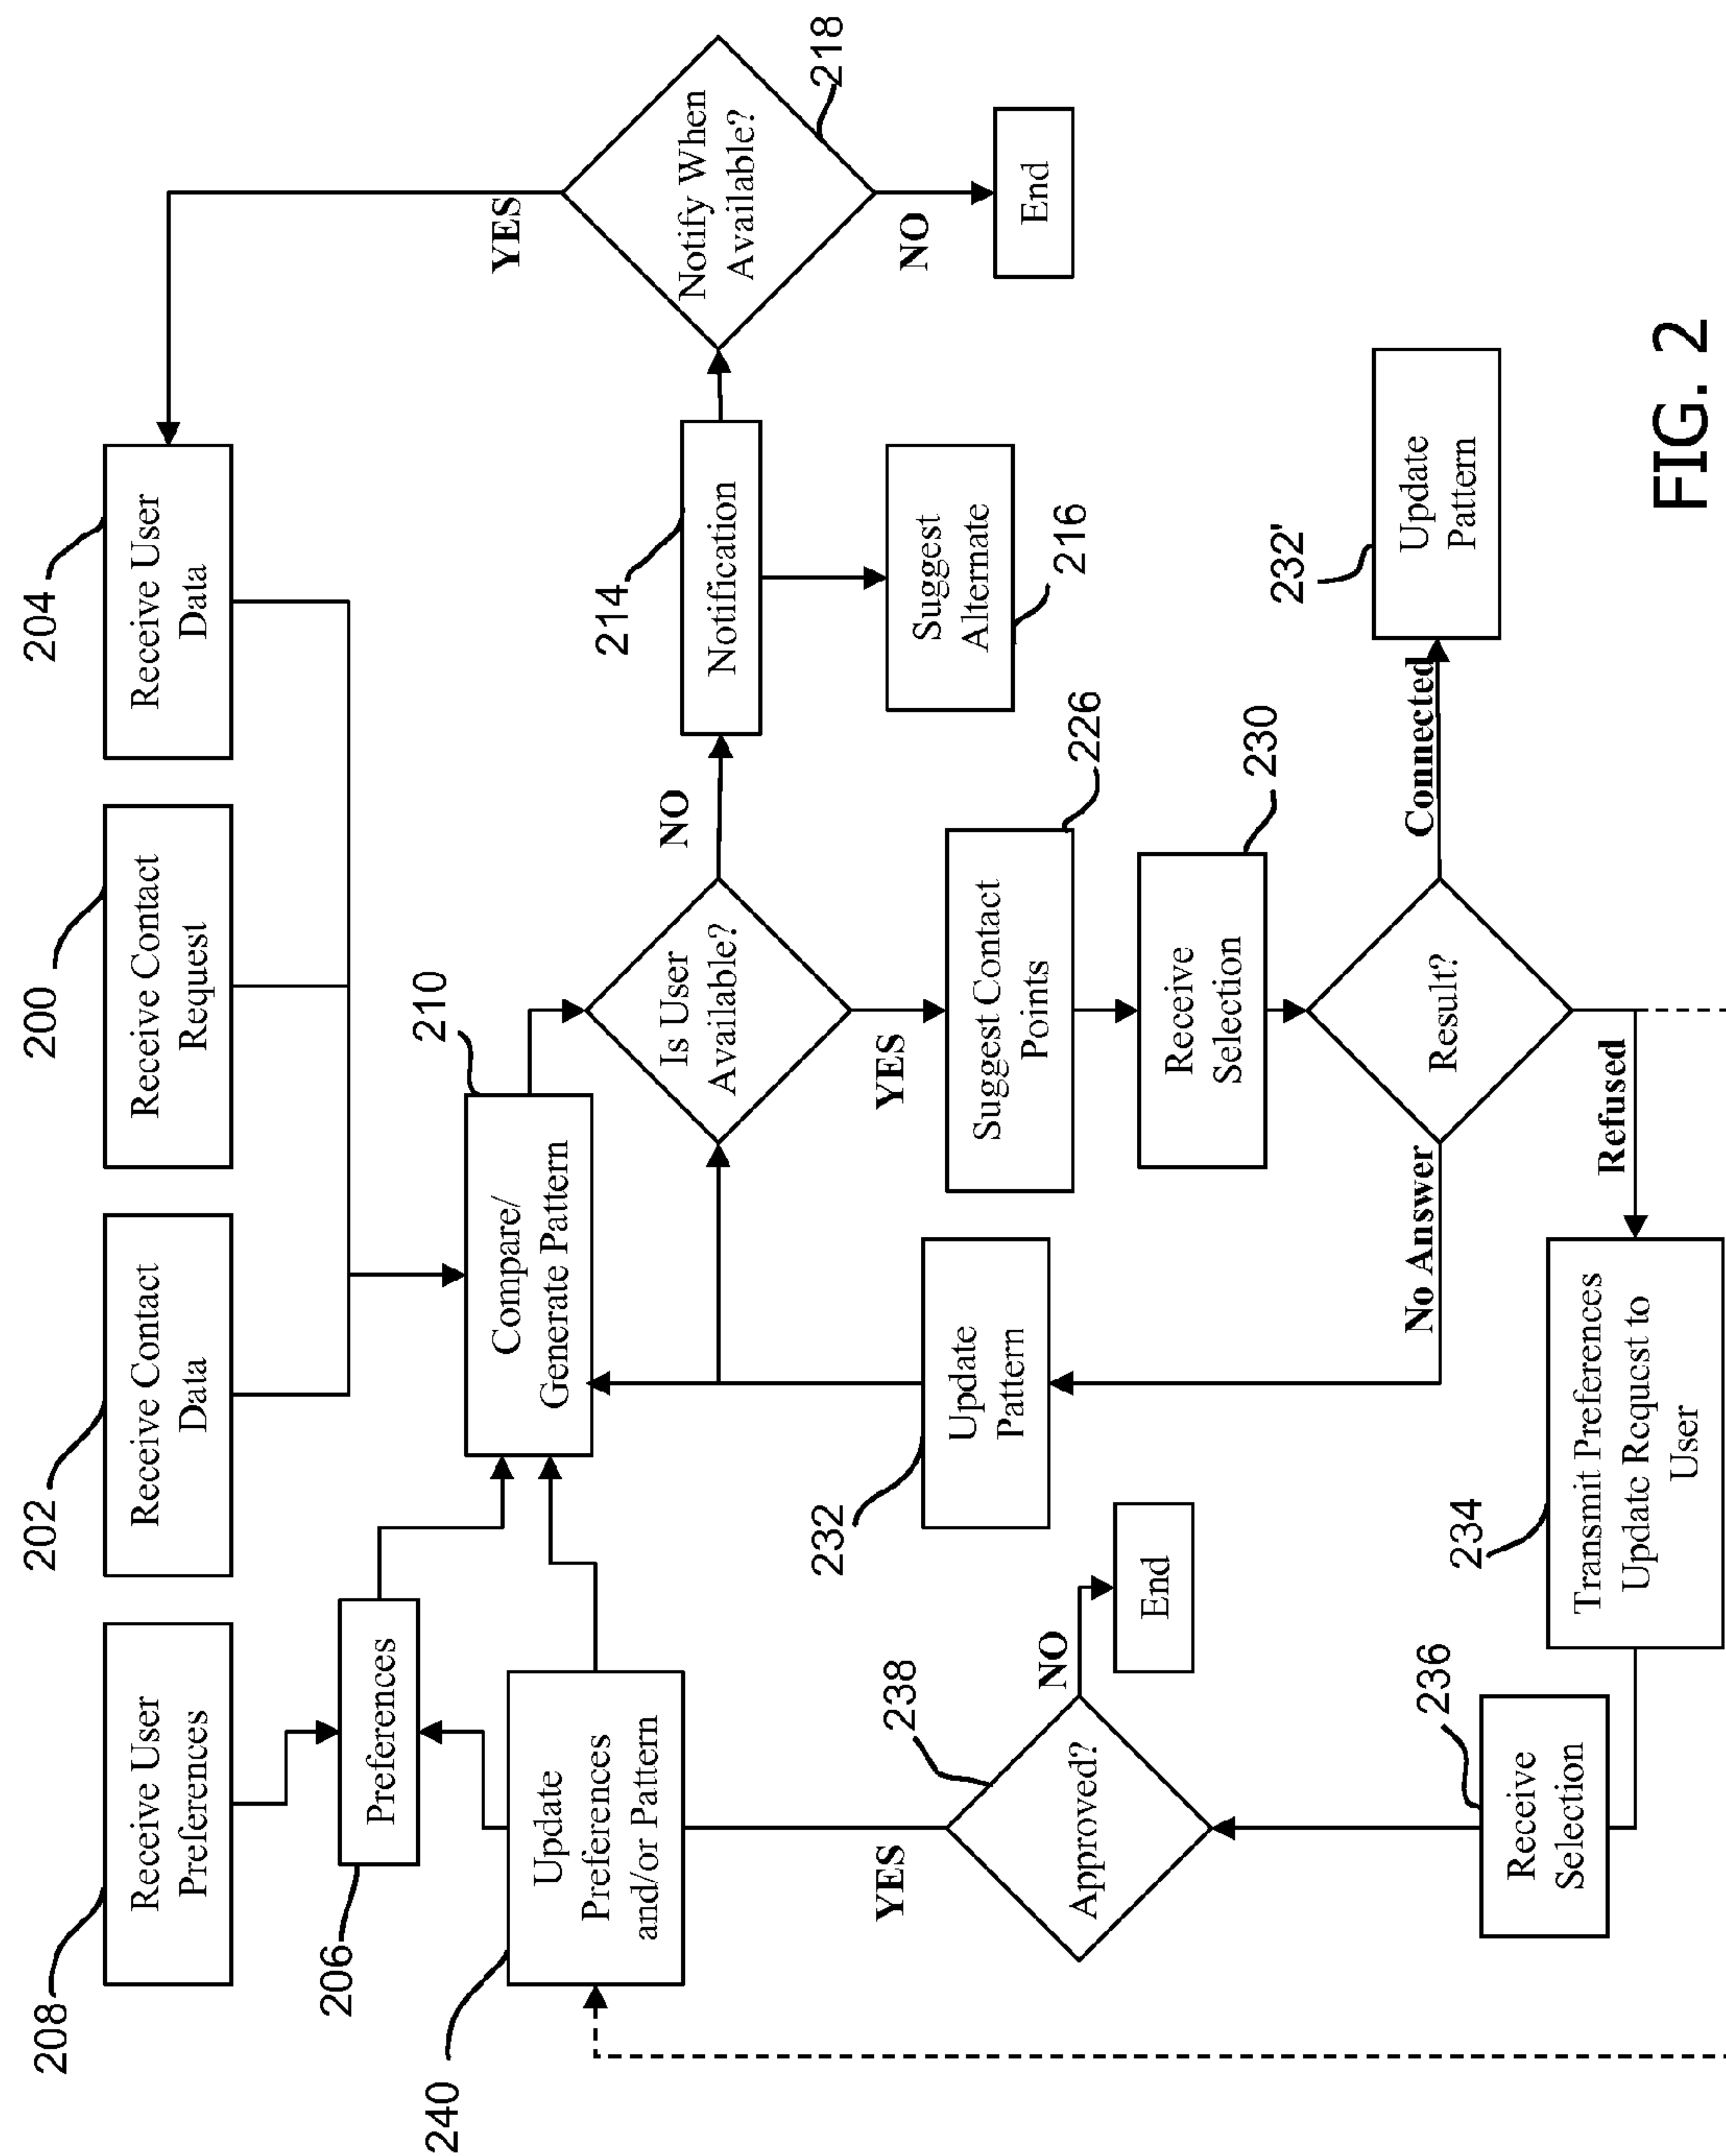 208
Receive User
Preferences
202
Receive Contact
Data
200
Receive Contact
Request
204
Receive User
Data
206
Preferences
210
Compare/
Generate Pattern
240
Update
Preferences
and/or Pattern
Is User
Available?
NO
214
Notification
Notify When
Available?
218
YES
NO
End
Suggest
Alternate
216
YES
Suggest Contact
Points
226
232
Update
Pattern
Receive
Selection
230
YES
238
Approved?
NO
End
Result?
No Answer
Connected
232'
Update
Pattern
Refused
236
Receive
Selection
234
Transmit Preferences
Update Request to
User
FIG. 2